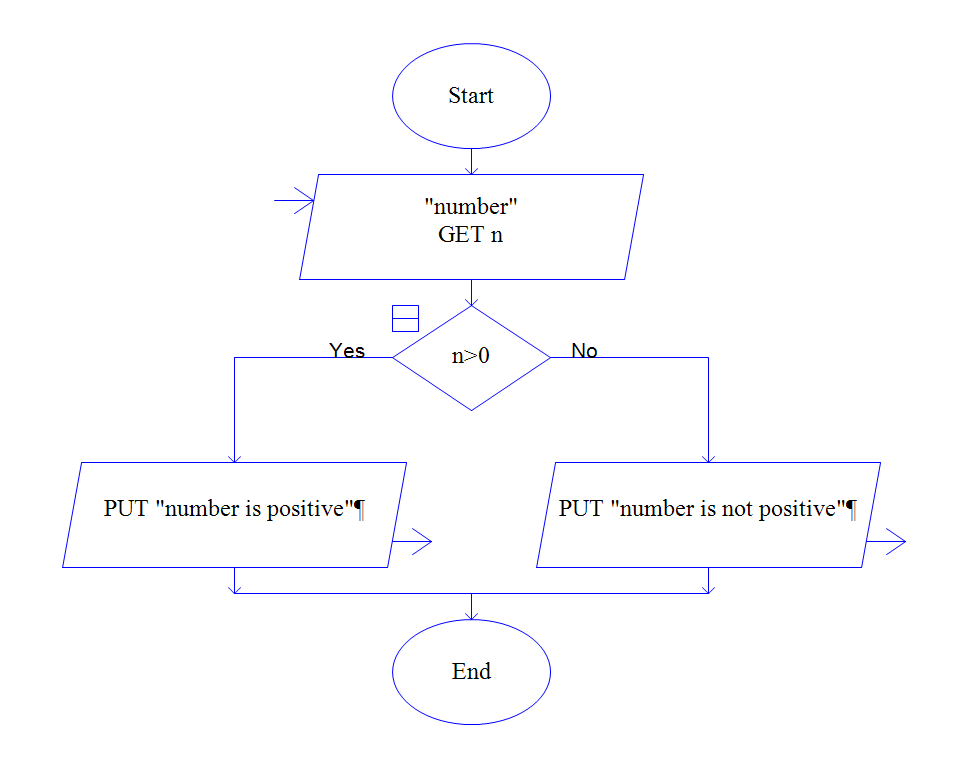 Start
"number"
GET n
n>0
Yes
No
PUT "number is positive"¶
PUT "number is not positive"¶
End